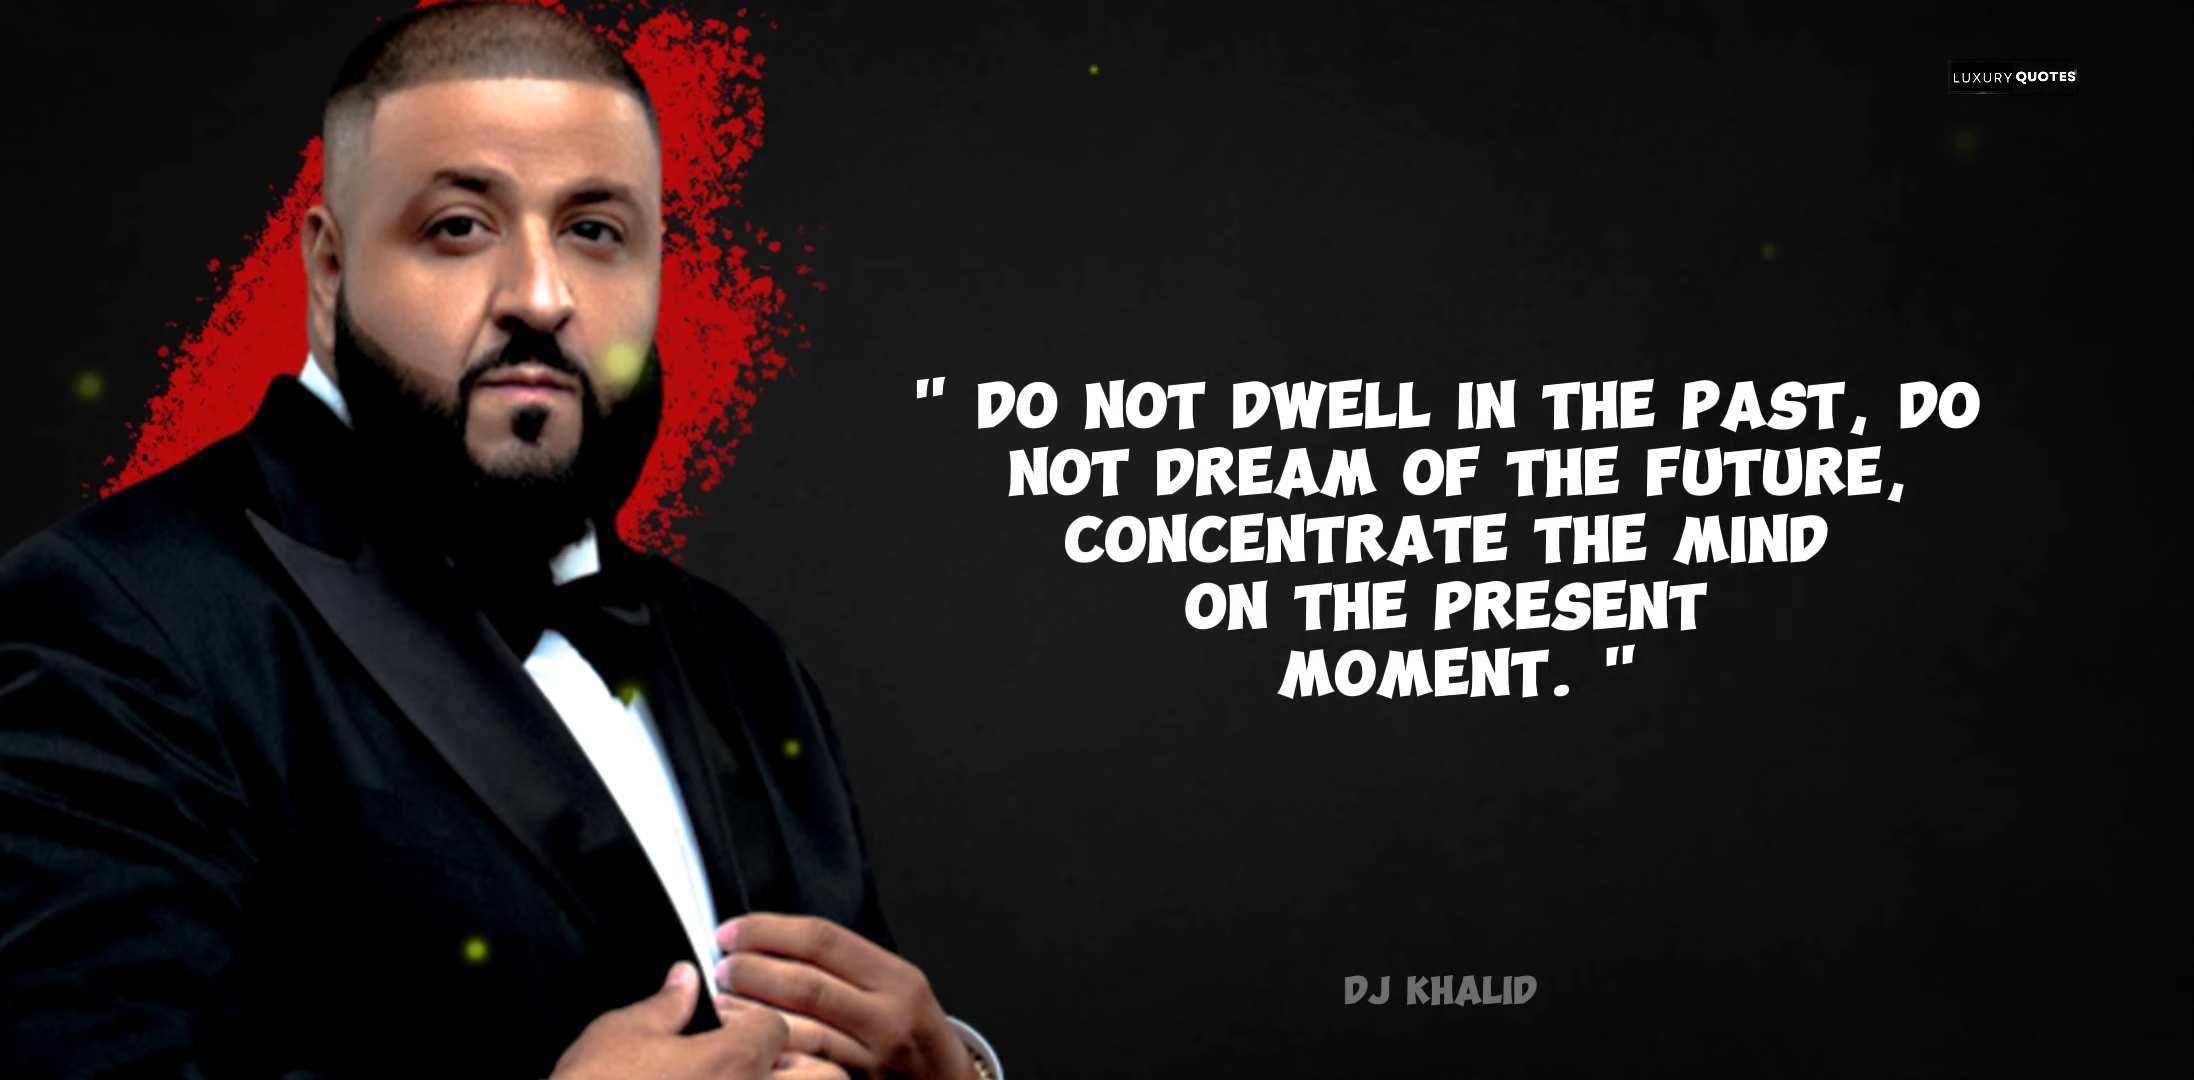 LUXURY QUOTES
" DO NOT DWELL IN THE PAST, DO
NOT DREAM OF THE FUTURE,
CONCENTRATE THE MIND
ON THE PRESENT
MOMENT. "
DJ KHALID